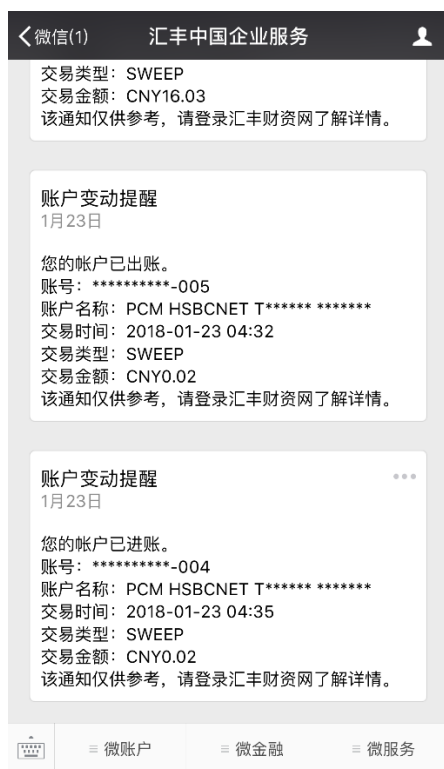 微信(1)
汇丰中国企业服务
交易类型：SWEEP
交易金额：CNY16.03
该通知仅供参考，请登录汇丰财资网了解详情。
账户变动提醒
1月23日
您的帐户已出账。
账号：**********-005
账户名称：PCM HSBCNET T****** *******
交易时间：2018-01-23 04:32
交易类型：SWEEP
交易金额：CNY0.02
该通知仅供参考，请登录汇丰财资网了解详情。
账户变动提醒
1月23日
您的帐户已进账。
账号：**********-004
账户名称：PCM HSBCNET T****** *******
交易时间：2018-01-23 04:35
交易类型：SWEEP
交易金额：CNY0.02
该通知仅供参考，请登录汇丰财资网了解详情。
微账户
微金融
微服务